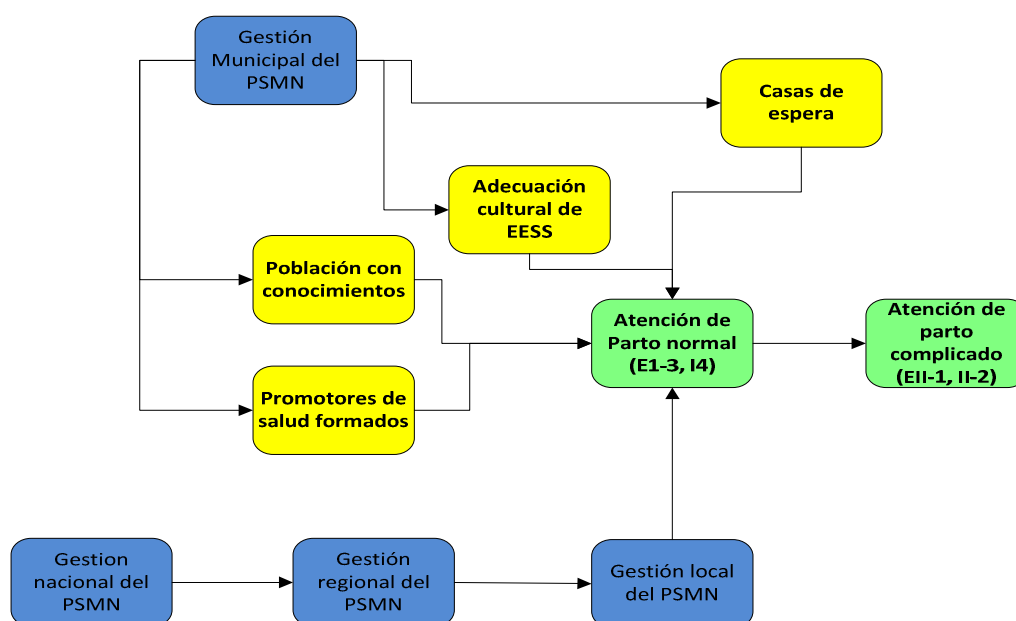 Gestión
Municipal del
PSMN
Casas de
espera
Adecuación
cultural de
EESS
Población con
conocimientos
Atención de
Parto normal
(E1-3, I4)
Atención de
parto
complicado
(EII-1, II-2)
Promotores de
salud formados
Gestion
nacional del
PSMN
Gestión
regional del
PSMN
Gestión local
del PSMN